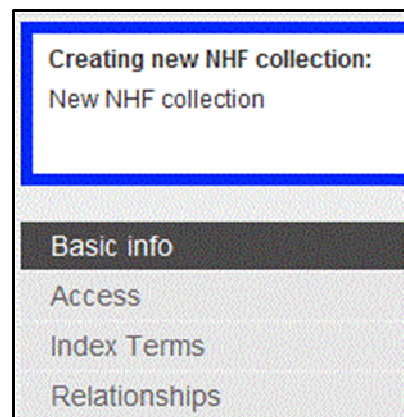 Creating new NHF collection:
New NHF collection
Basic info
Access
Index Terms
Relationships